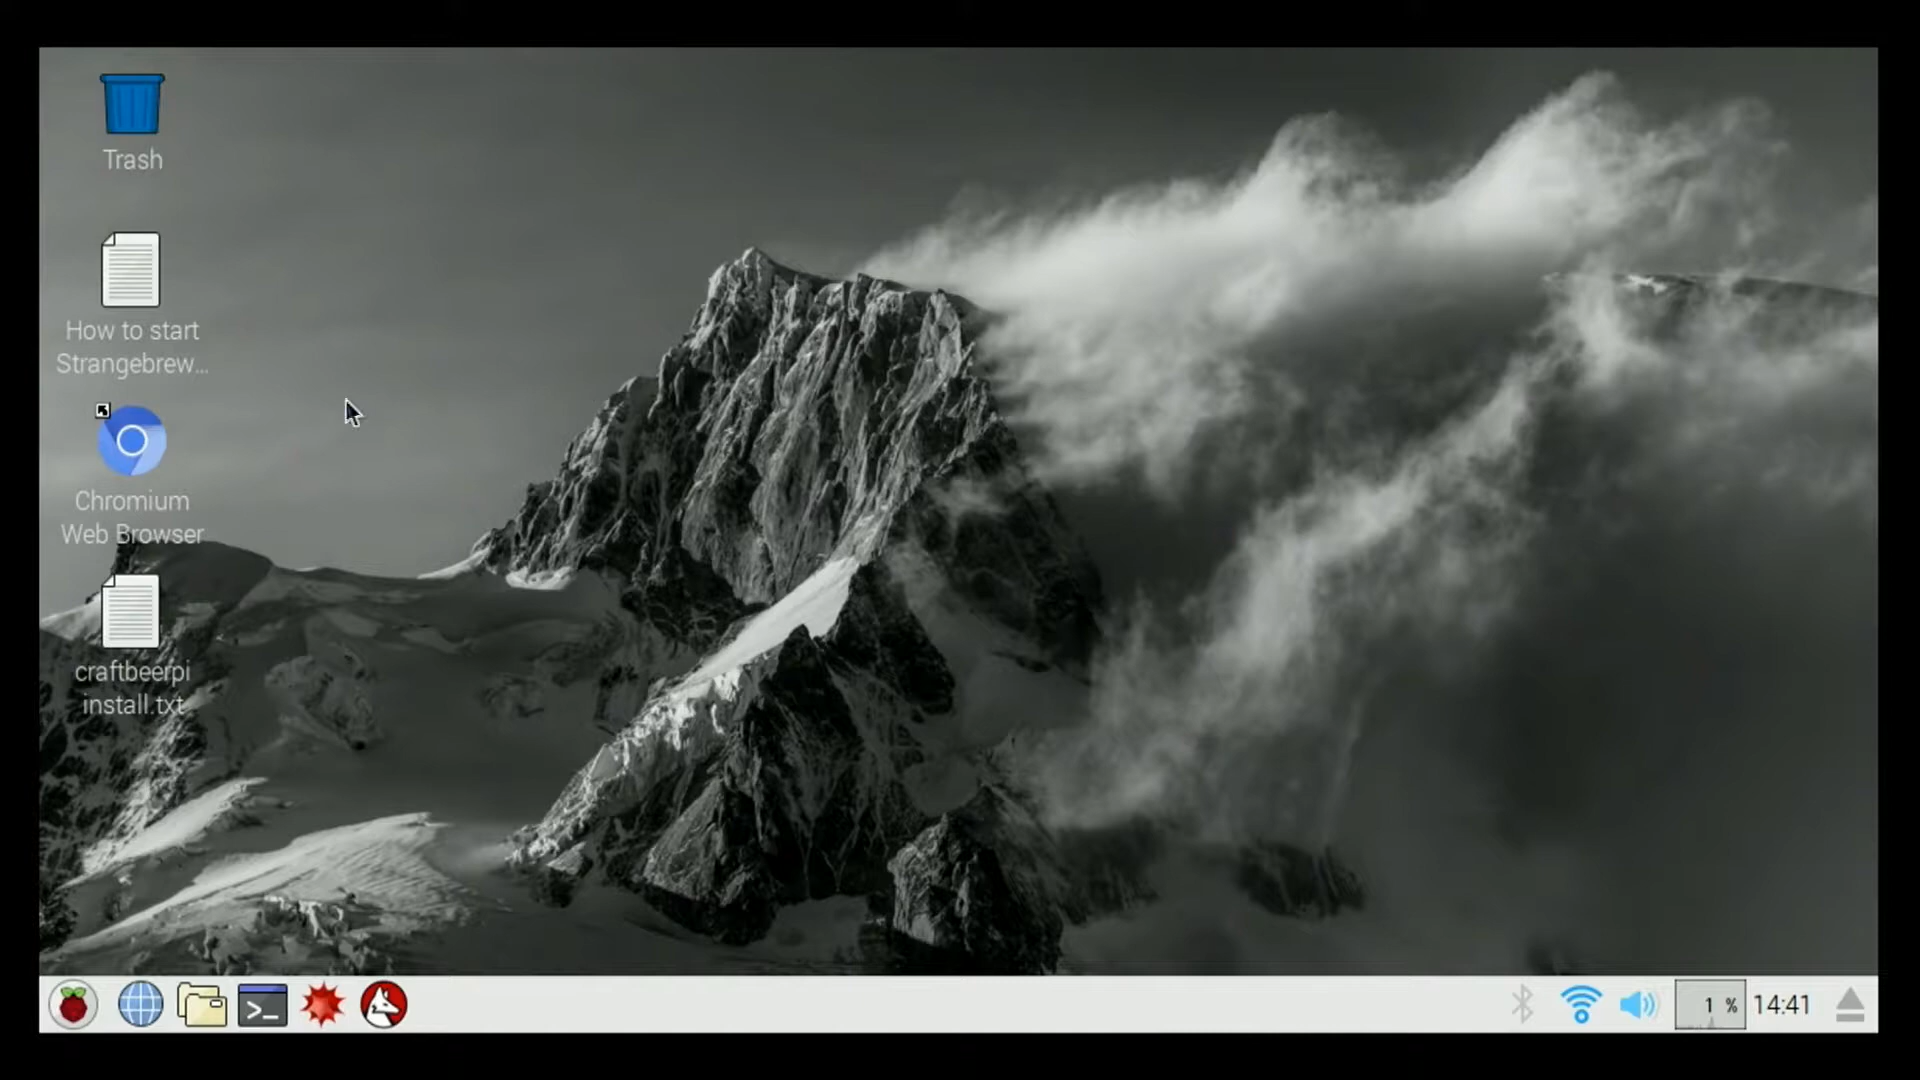 Trash
How to start
Strangebrew...
Chromium
Web Browser
craftbeerpi
install.txt
>_
1 %
14:41